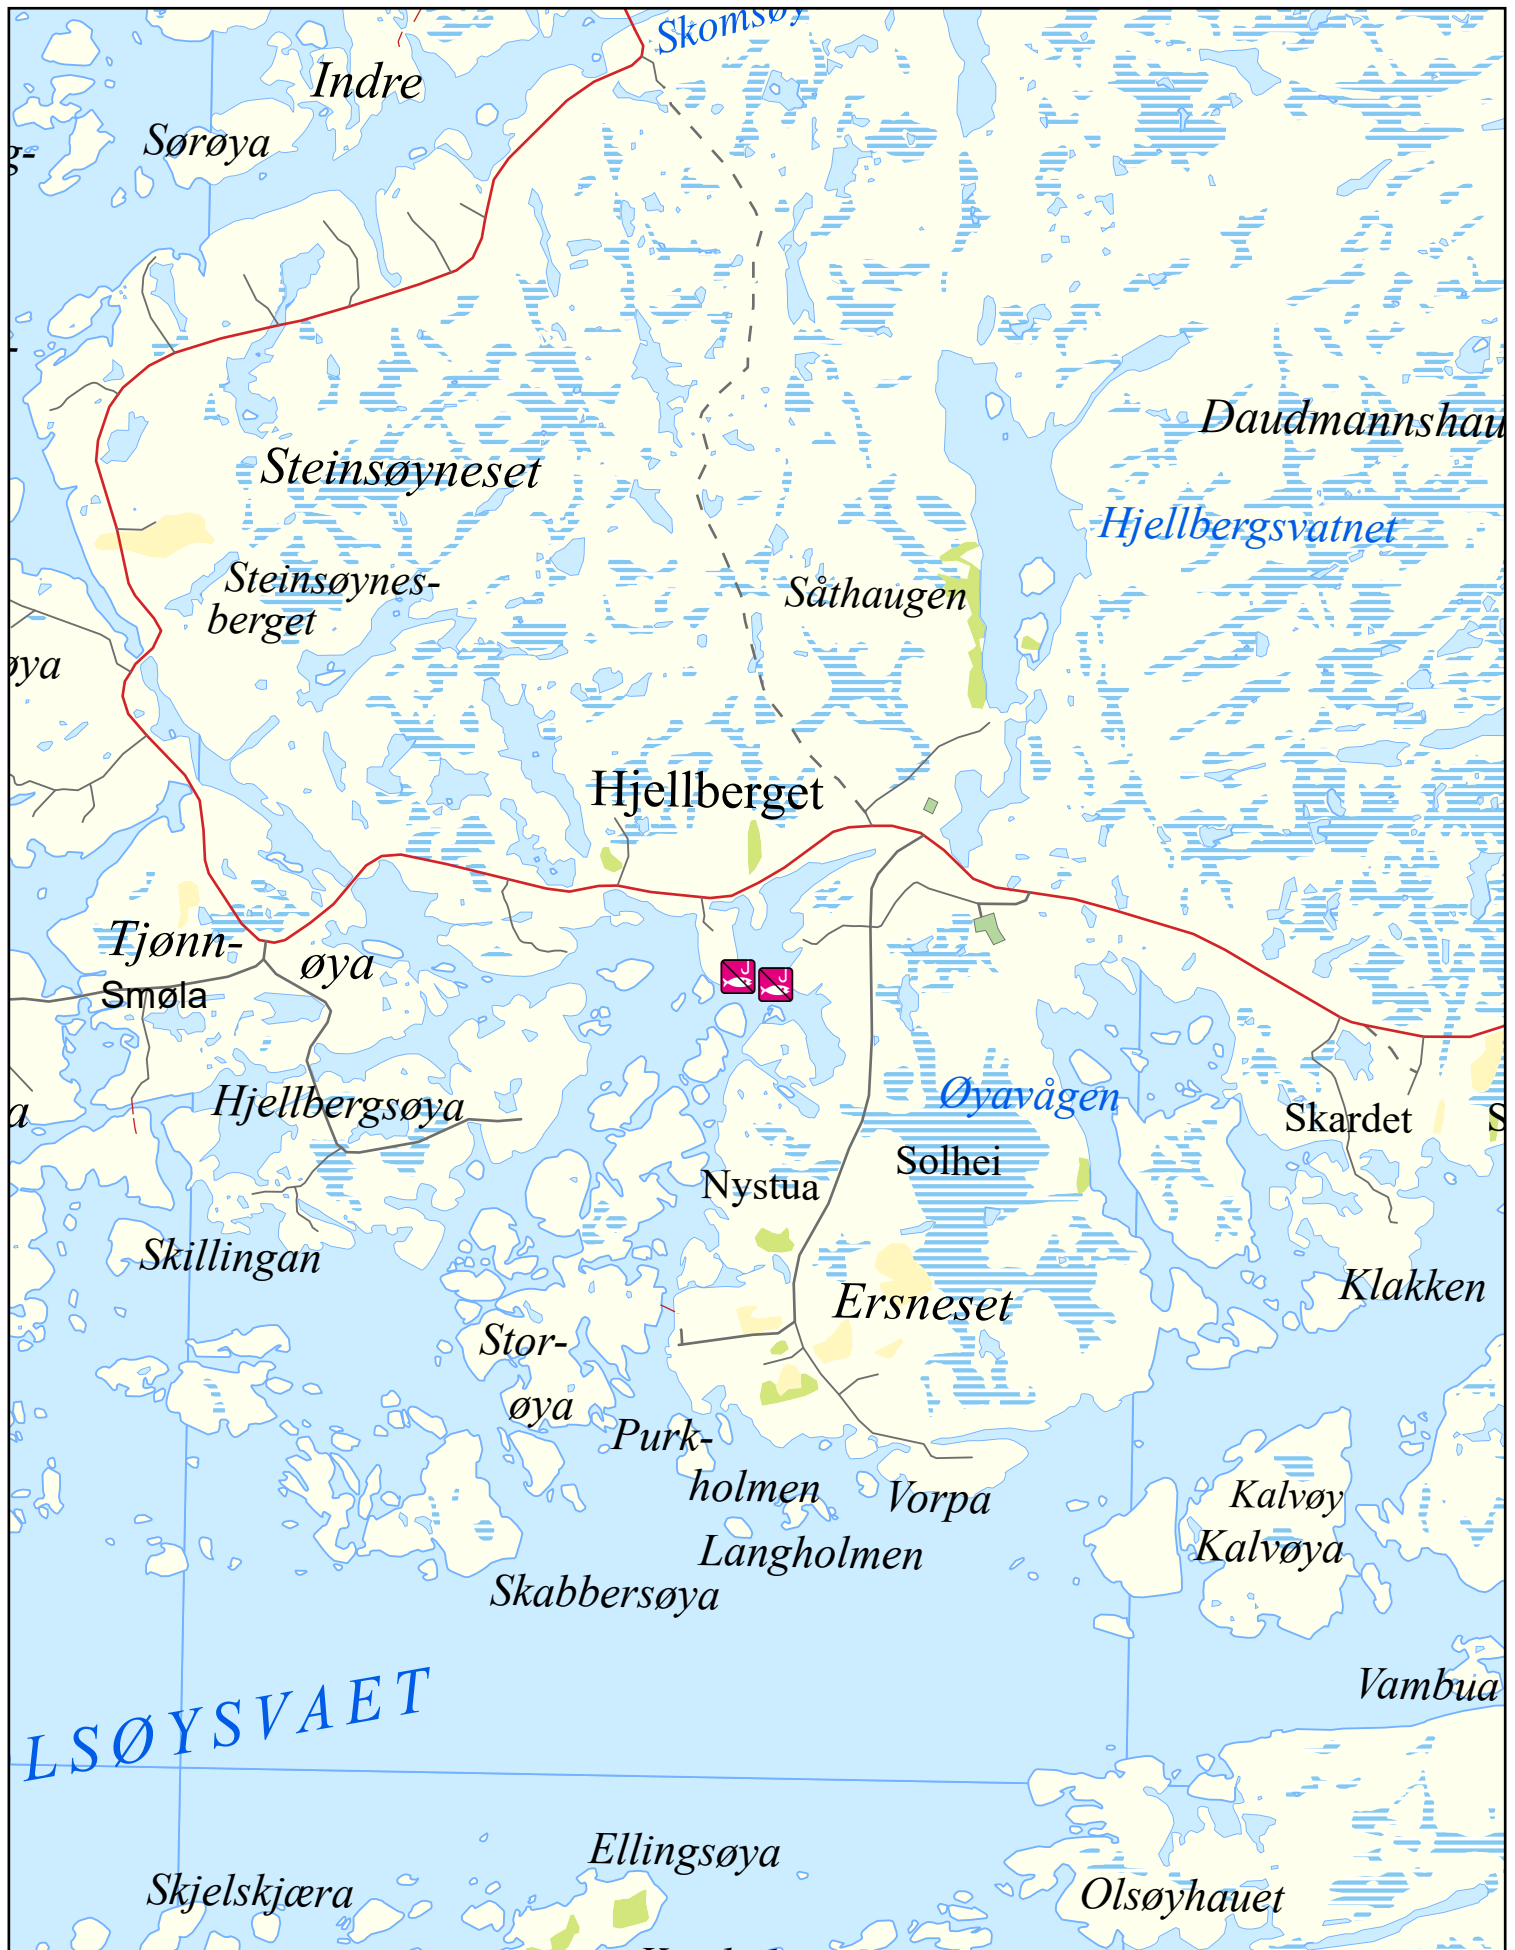 Skomsøy
Indre
Sørøya
g-
-
Daudmannshau
Steinsøyneset
Hjellbergsvatnet
Steinsøynes-
berget
Såthaugen
øya
Hjellberget
Tjønn-
øya
Smøla
Øyavågen
Hjellbergsøya
a
Skardet
S
Solhei
Nystua
Skillingan
Klakken
Ersneset
Stor-
øya
Purk-
holmen
Vorpa
Kalvøy
Kalvøya
Langholmen
Skabbersøya
Vambua
LSØYSVAET
Ellingsøya
Skjelskjæra
Olsøyhauet